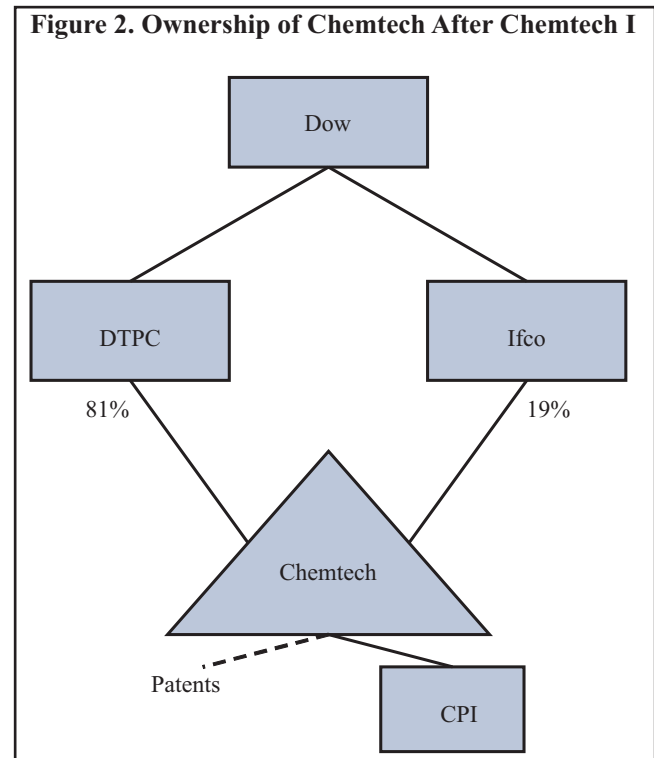 Figure 2. Ownership of Chemtech After Chemtech I
Dow
DTPC
Ifco
81%
19%
Chemtech
Patents
CPI